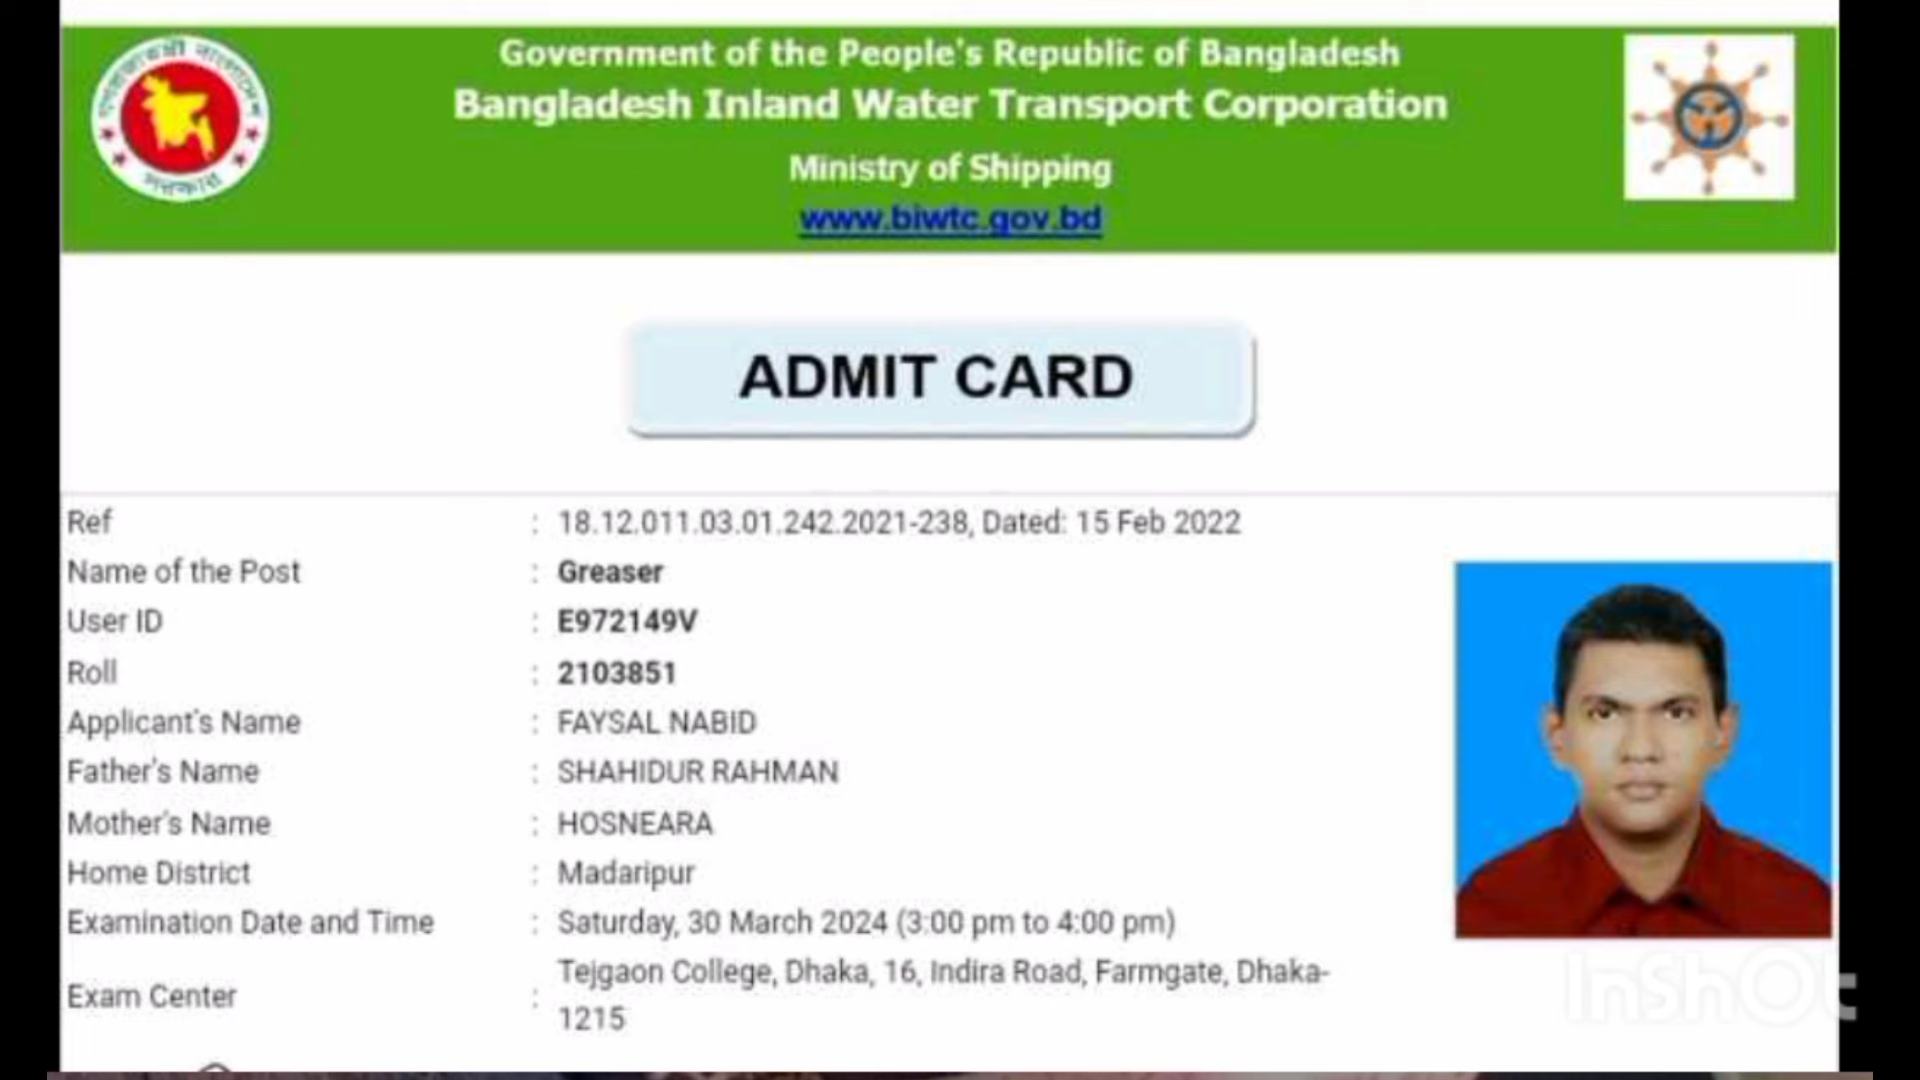 Government of the People's Republic of Bangladesh
Bangladesh Inland Water Transport Corporation
Ministry of Shipping
www.biwtc.gov.bd
গণপ্রজাতন্ত্রী বাংলাদেশ
সরকার
ADMIT CARD
Ref : 18.12.011.03.01.242.2021-238, Dated: 15 Feb 2022
Name of the Post : Greaser
User ID : E972149V
Roll : 2103851
Applicant's Name : FAYSAL NABID
Father's Name : SHAHIDUR RAHMAN
Mother's Name : HOSNEARA
Home District : Madaripur
Examination Date and Time : Saturday, 30 March 2024 (3:00 pm to 4:00 pm)
Exam Center : Tejgaon College, Dhaka, 16, Indira Road, Farmgate, Dhaka-
1215
InShOt